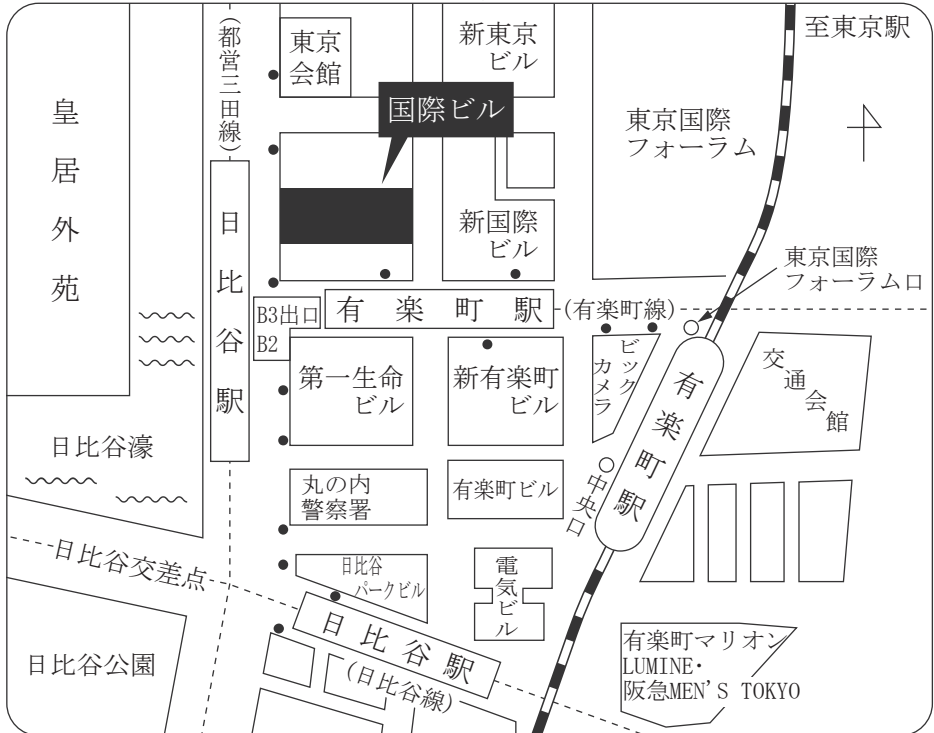 (都営三田線)
東京
会館
新東京
ビル
至東京駅
皇居外苑
国際ビル
東京国際
フォーラム
日比谷駅
新国際
ビル
東京国際
フォーラム口
B3出口
B2
有楽町駅
(有楽町線)
第一生命
ビル
新有楽町
ビル
ビック
カメラ
有楽町駅
交通会館
日比谷濠
丸の内
警察署
有楽町ビル
中央口
日比谷交差点
日比谷
パークビル
電気ビル
日比谷駅
(日比谷線)
日比谷公園
有楽町マリオン
LUMINE・
阪急MEN'S TOKYO